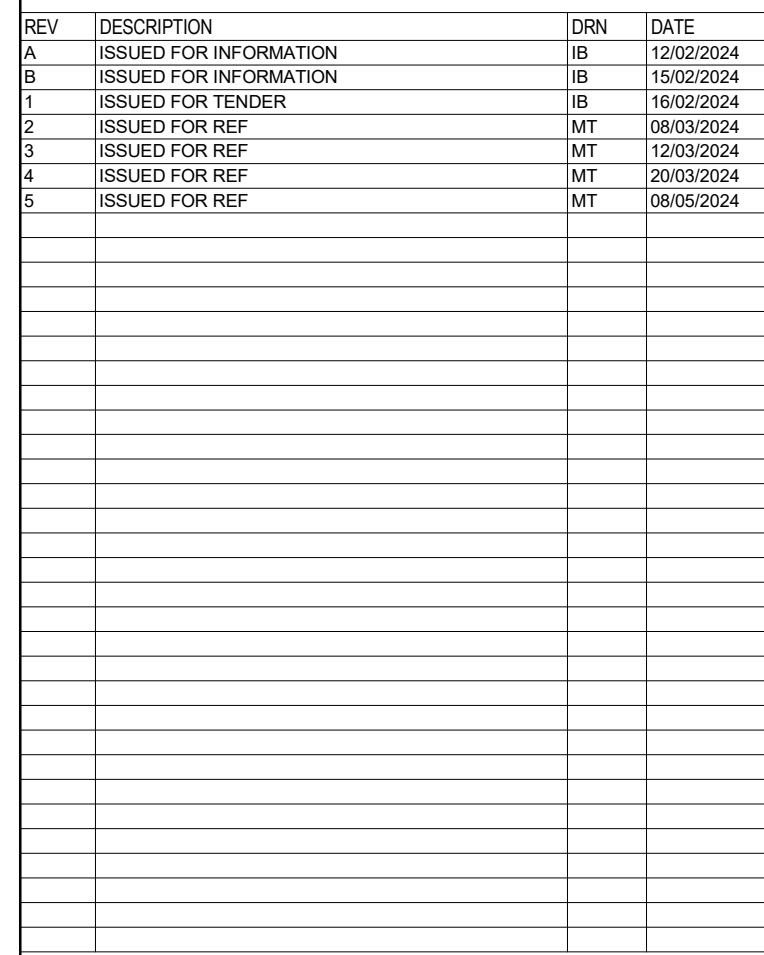 REV DESCRIPTION DRN DATE
A ISSUED FOR INFORMATION IB 12/02/2024
B ISSUED FOR INFORMATION IB 15/02/2024
1 ISSUED FOR TENDER IB 16/02/2024
2 ISSUED FOR REF MT 08/03/2024
3 ISSUED FOR REF MT 12/03/2024
4 ISSUED FOR REF MT 20/03/2024
5 ISSUED FOR REF MT 08/05/2024